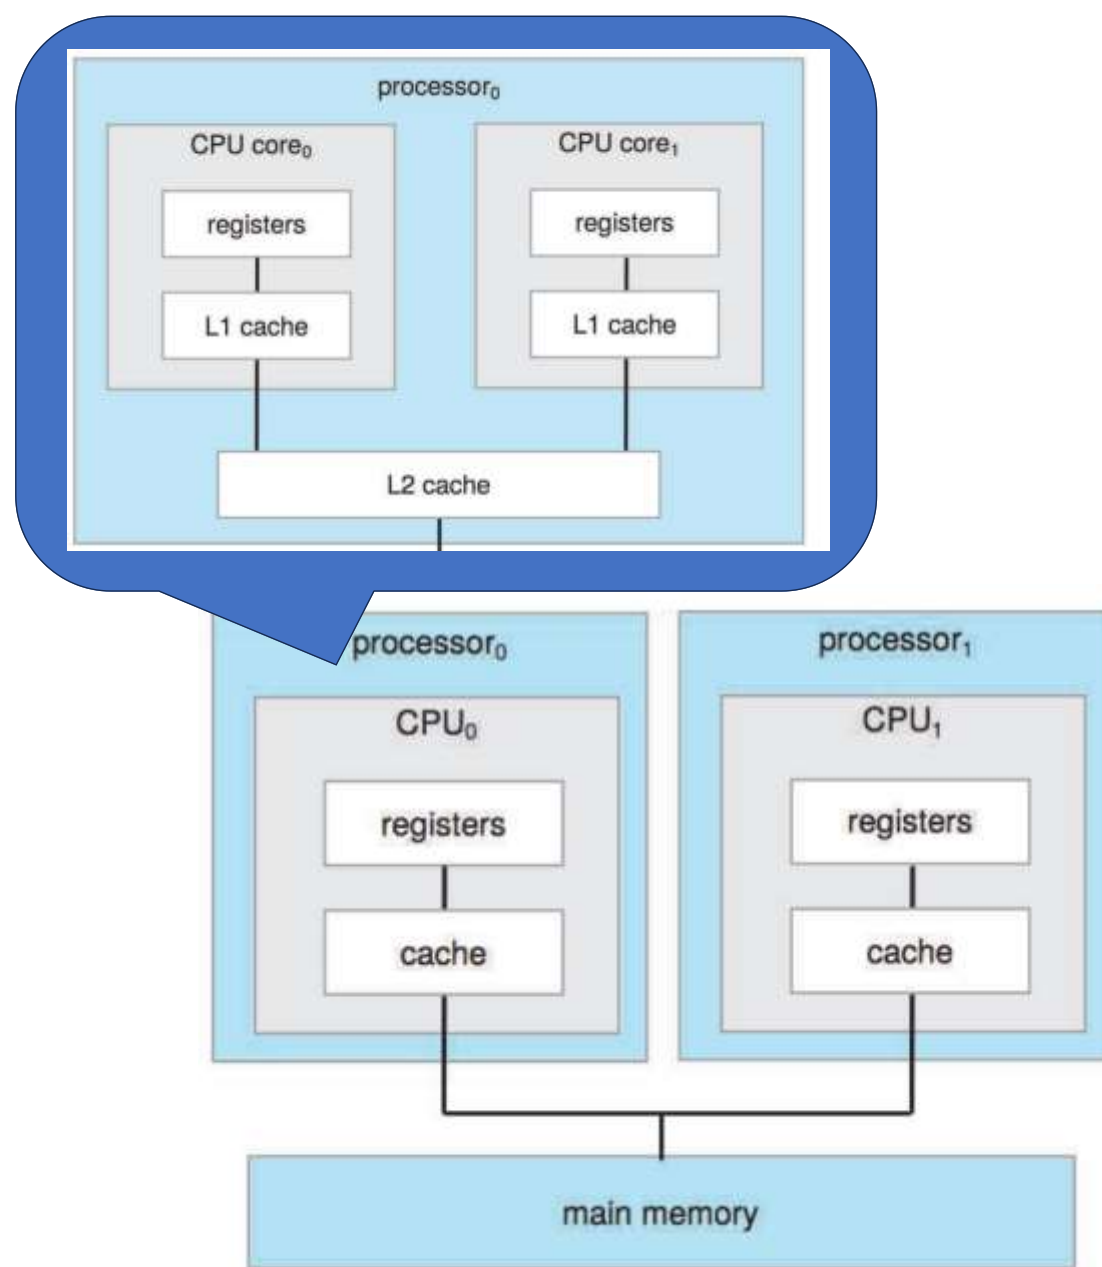 processor₀
CPU core₀
CPU core₁
registers
registers
L1 cache
L1 cache
L2 cache
processor₀
processor₁
CPU₀
CPU₁
registers
registers
cache
cache
main memory